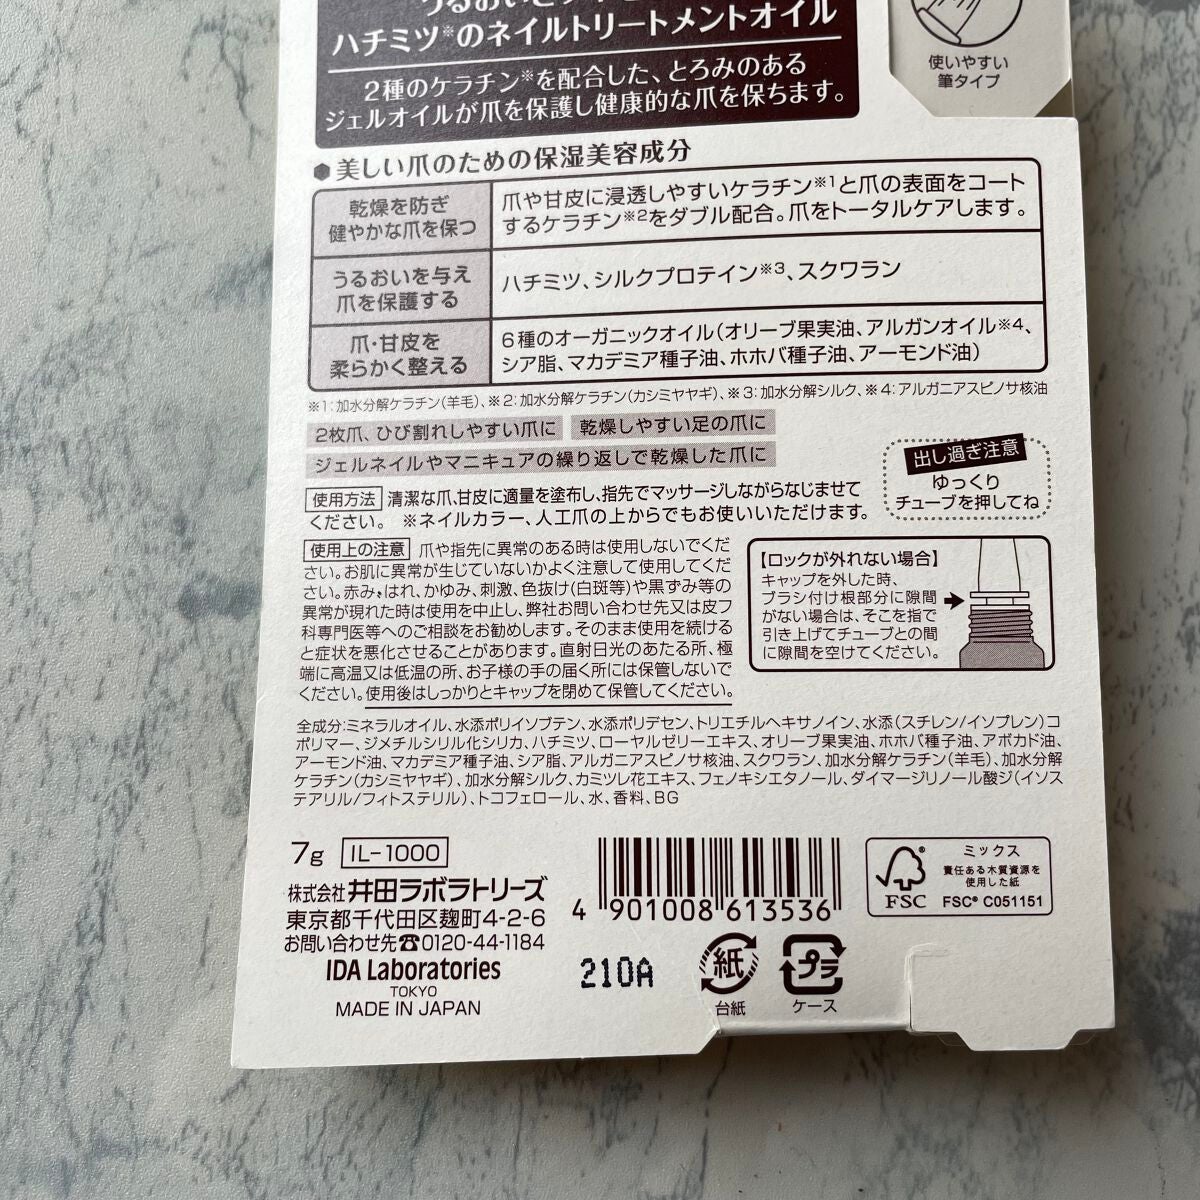 ハチミツ※のネイルトリートメントオイル
2種のケラチン※を配合した、とろみのある
ジェルオイルが爪を保護し健康的な爪を保ちます。
使いやすい
筆タイプ
●美しい爪のための保湿美容成分
乾燥を防ぎ
健やかな爪を保つ
爪や甘皮に浸透しやすいケラチン※1と爪の表面をコート
するケラチン※2をダブル配合。爪をトータルケアします。
うるおいを与え
爪を保護する
ハチミツ、シルクプロテイン※3、スクワラン
爪・甘皮を
柔らかく整える
6種のオーガニックオイル(オリーブ果実油、アルガンオイル※4、
シア脂、マカデミア種子油、ホホバ種子油、アーモンド油)
※1:加水分解ケラチン(羊毛)、※2:加水分解ケラチン(カシミヤヤギ)、※3:加水分解シルク、※4:アルガニアスピノサ核油
2枚爪、ひび割れしやすい爪に 乾燥しやすい足の爪に
ジェルネイルやマニキュアの繰り返しで乾燥した爪に
出し過ぎ注意
ゆっくり
チューブを押してね
使用方法 清潔な爪、甘皮に適量を塗布し、指先でマッサージしながらなじませて
ください。 ※ネイルカラー、人工爪の上からでもお使いいただけます。
使用上の注意 爪や指先に異常のある時は使用しないでくだ
さい。お肌に異常が生じていないかよく注意して使用してくだ
さい。赤み、はれ、かゆみ、刺激、色抜け(白斑等)や黒ずみ等の
異常が現れた時は使用を中止し、弊社お問い合わせ先又は皮フ
科専門医等へのご相談をお勧めします。そのまま使用を続ける
と症状を悪化させることがあります。直射日光のあたる所、極
端に高温又は低温の所、お子様の手の届く所には保管しないで
ください。使用後はしっかりとキャップを閉めて保管してください。
【ロックが外れない場合】
キャップを外した時、
ブラシ付け根部分に隙間
がない場合は、そこを指で
引き上げてチューブとの間
に隙間を空けてください。
全成分:ミネラルオイル、水添ポリイソブテン、水添ポリデセン、トリエチルヘキサノイン、水添(スチレン/イソプレン)コ
ポリマー、ジメチルシリル化シリカ、ハチミツ、ローヤルゼリーエキス、オリーブ果実油、ホホバ種子油、アボカド油、
アーモンド油、マカデミア種子油、シア脂、アルガニアスピノサ核油、スクワラン、加水分解ケラチン(羊毛)、加水分解
ケラチン(カシミヤヤギ)、加水分解シルク、カミツレ花エキス、フェノキシエタノール、ダイマージリノール酸ジ(イソス
テアリル/フィトステリル)、トコフェロール、水、香料、BG
7g IL-1000
株式会社 井田ラボラトリーズ
東京都千代田区麹町4-2-6
お問い合わせ先☎0120-44-1184
IDA Laboratories
TOKYO
MADE IN JAPAN
4 901008 613536
210A
紙
台紙
プラ
ケース
FSC
ミックス
責任ある木質資源を
使用した紙
FSC® C051151